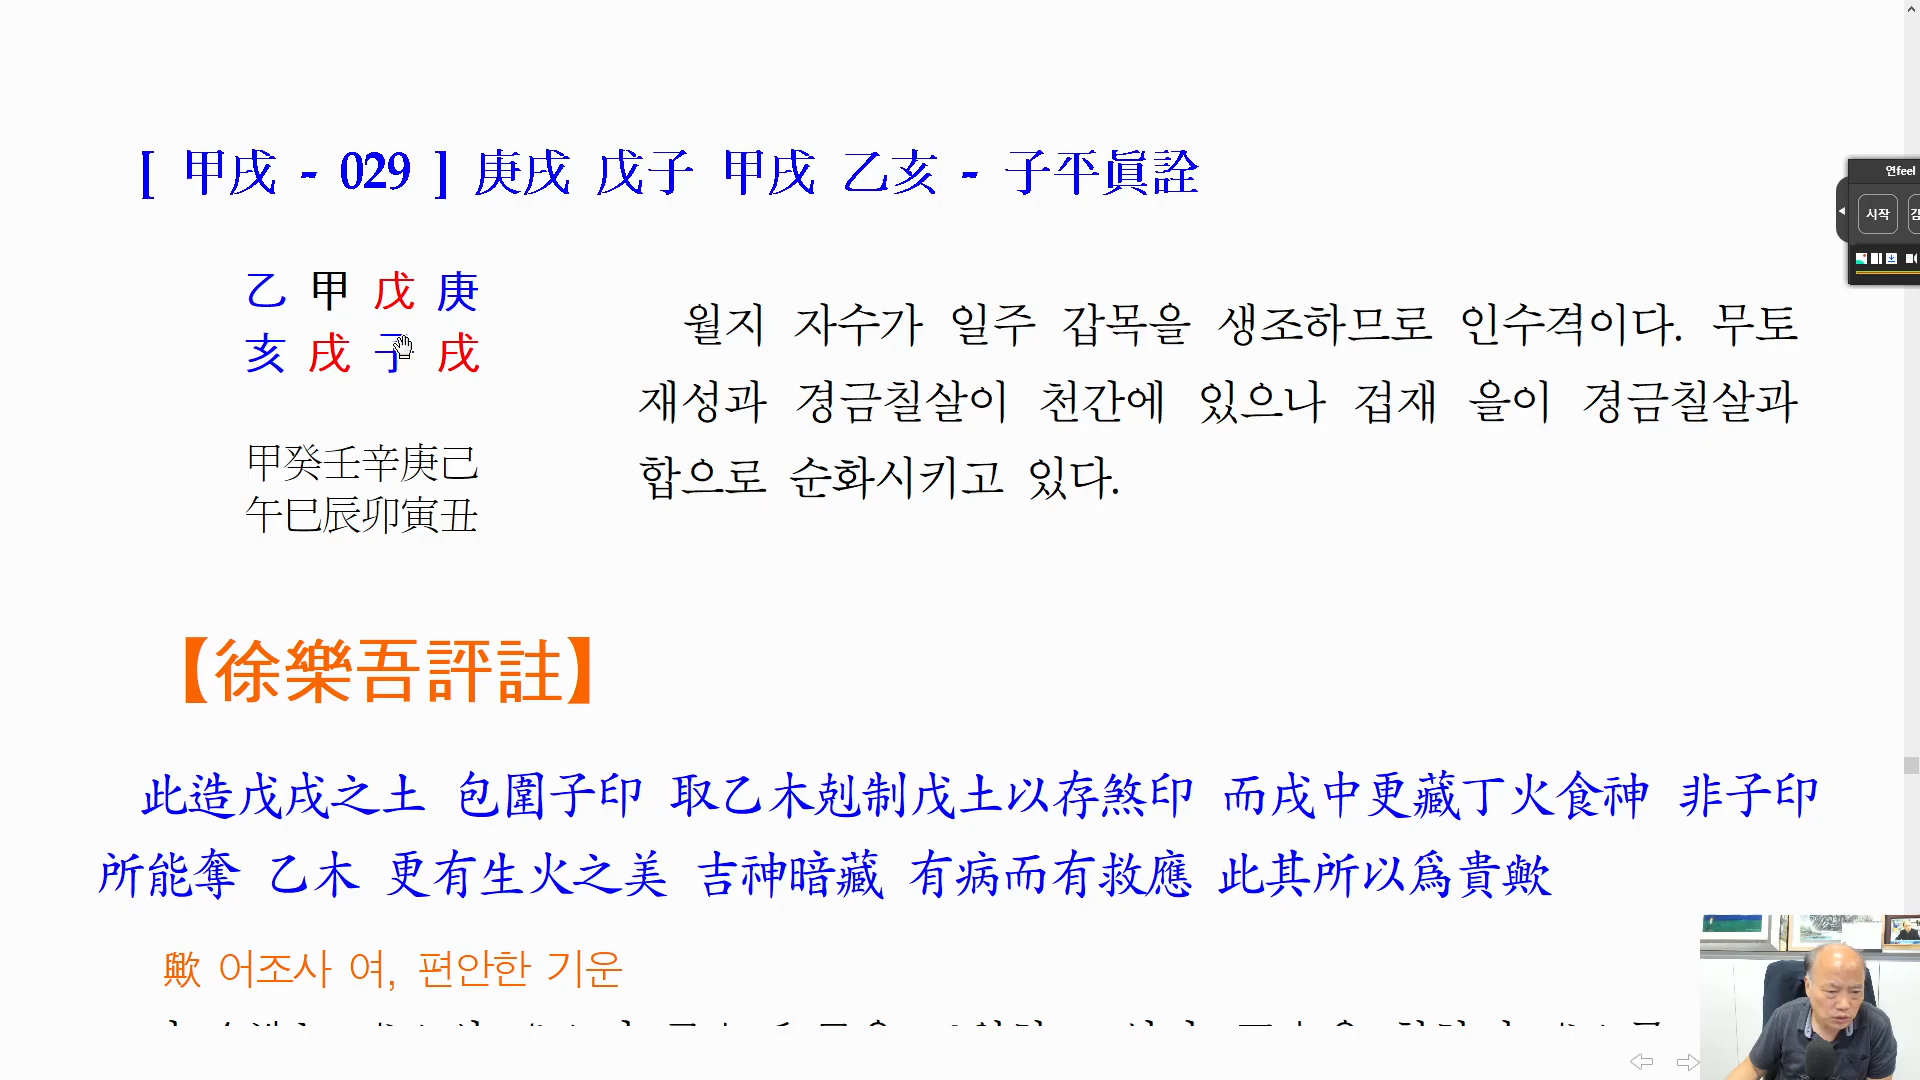 [ 甲戌 - 029 ] 庚戌 戊子 甲戌 乙亥 - 子平眞詮
乙 甲 戊 庚
亥 戌 子 戌
甲癸壬辛庚己
午巳辰卯寅丑
월지 자수가 일주 갑목을 생조하므로 인수격이다. 무토
재성과 경금칠살이 천간에 있으나 겁재 을이 경금칠살과
합으로 순화시키고 있다.
【徐樂吾評註】
此造戊戌之土 包圍子印 取乙木剋制戊土以存煞印 而戌中更藏丁火食神 非子印
所能奪 乙木 更有生火之美 吉神暗藏 有病而有救應 此其所以爲貴歟
歟 어조사 여, 편안한 기운
연feel
시작